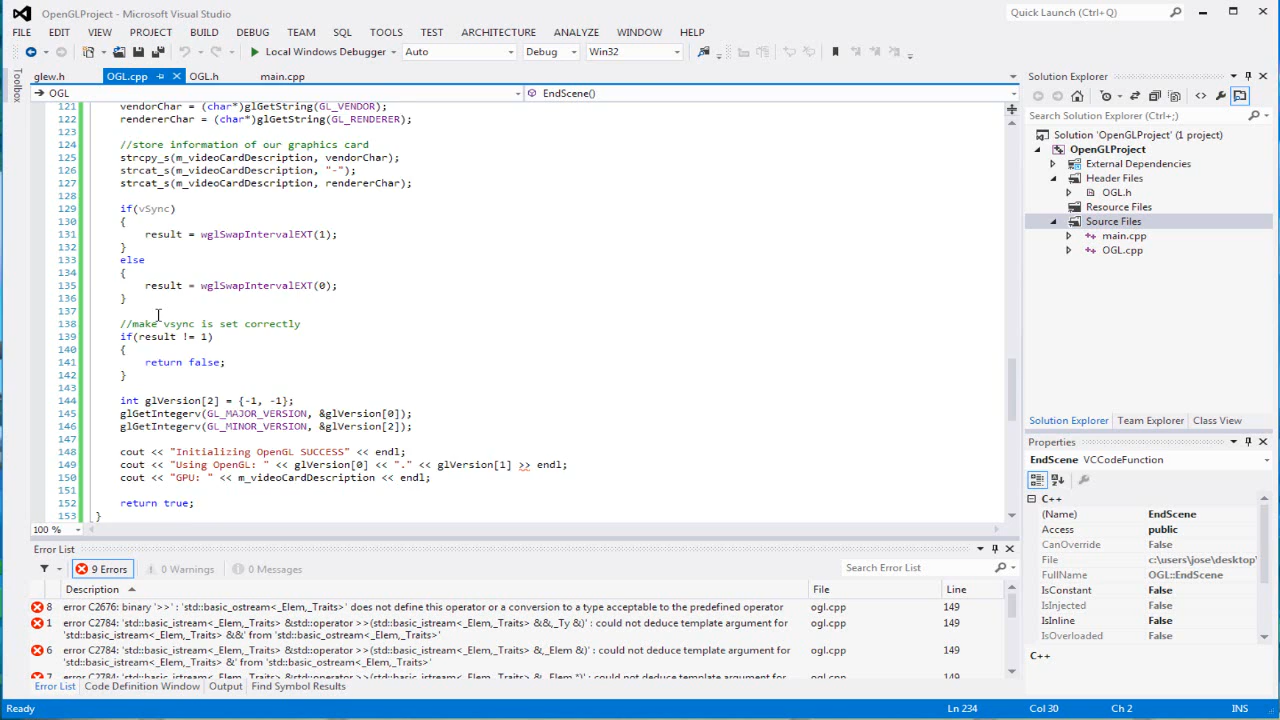 OpenGLProject - Microsoft Visual Studio
Quick Launch (Ctrl+Q)
FILE EDIT VIEW PROJECT BUILD DEBUG TEAM SQL TOOLS TEST ARCHITECTURE ANALYZE WINDOW HELP
Local Windows Debugger Auto Debug Win32
Toolbox
glew.h OGL.cpp OGL.h main.cpp
OGL EndScene()
121 vendorChar = (char*)glGetString(GL_VENDOR);
122 rendererChar = (char*)glGetString(GL_RENDERER);
123
124 //store information of our graphics card
125 strcpy_s(m_videoCardDescription, vendorChar);
126 strcat_s(m_videoCardDescription, "-");
127 strcat_s(m_videoCardDescription, rendererChar);
128
129 if(vSync)
130 {
131 result = wglSwapIntervalEXT(1);
132 }
133 else
134 {
135 result = wglSwapIntervalEXT(0);
136 }
137
138 //make vsync is set correctly
139 if(result != 1)
140 {
141 return false;
142 }
143
144 int glVersion[2] = {-1, -1};
145 glGetIntegerv(GL_MAJOR_VERSION, &glVersion[0]);
146 glGetIntegerv(GL_MINOR_VERSION, &glVersion[2]);
147
148 cout << "Initializing OpenGL SUCCESS" << endl;
149 cout << "Using OpenGL: " << glVersion[0] << "." << glVersion[1] >> endl;
150 cout << "GPU: " << m_videoCardDescription << endl;
151
152 return true;
153 }
100 %
Solution Explorer
Search Solution Explorer (Ctrl+;)
Solution 'OpenGLProject' (1 project)
OpenGLProject
External Dependencies
Header Files
OGL.h
Resource Files
Source Files
main.cpp
OGL.cpp
Solution Explorer Team Explorer Class View
Properties
EndScene VCCodeFunction
C++
(Name) EndScene
Access public
CanOverride False
File c:\users\jose\desktop\
FullName OGL::EndScene
IsConstant False
IsInjected False
IsInline True
IsOverloaded False
C++
Error List
9 Errors 0 Warnings 0 Messages
Search Error List
Description File Line
8 error C2676: binary '>>' : 'std::basic_ostream<_Elem,_Traits>' does not define this operator or a conversion to a type acceptable to the predefined operator ogl.cpp 149
1 error C2784: 'std::basic_istream<_Elem,_Traits> &&std::operator >>(std::basic_istream<_Elem,_Traits> &&,_Ty &)' : could not deduce template argument for ogl.cpp 149
'std::basic_istream<_Elem,_Traits> &&' from 'std::basic_ostream<_Elem,_Traits>'
6 error C2784: 'std::basic_istream<_Elem,_Traits> &std::operator >>(std::basic_istream<_Elem,_Traits> &,_Elem &)' : could not deduce template argument for ogl.cpp 149
'std::basic_istream<_Elem,_Traits> &' from 'std::basic_ostream<_Elem,_Traits>'
7 error C2784: 'std::basic_istream<_Elem,_Traits> &std::operator >>(std::basic_istream<_Elem,_Traits> &,_Elem *)' : could not deduce template argument for ogl.cpp 149
Error List Code Definition Window Output Find Symbol Results
Ready Ln 234 Col 30 Ch 2 INS